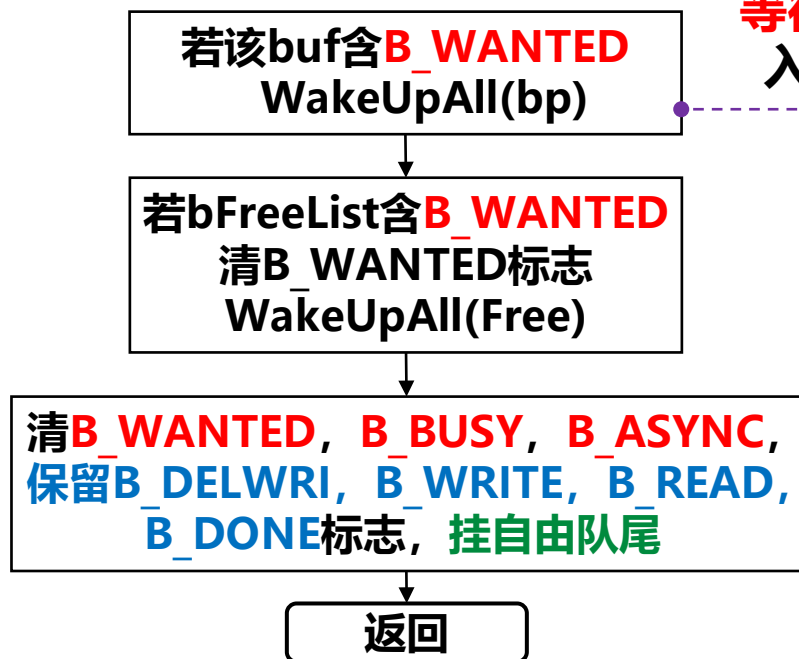 等
入
若该buf含B_WANTED
WakeUpAll(bp)
若bFreeList含B_WANTED
清B_WANTED标志
WakeUpAll(Free)
清B_WANTED，B_BUSY，B_ASYNC，
保留B_DELWRI，B_WRITE，B_READ，
B_DONE标志，挂自由队尾
返回